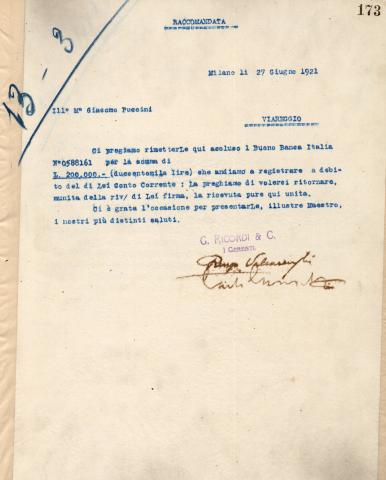 173
RACCOMANDATA
13-3
Milano li 27 Giugno 1921
Ill° M° Giacomo Puccini
VIAREGGIO
Ci pregiamo rimetterLe qui accluso 1 Buono Banca Italia
N°0586161 per la somma di
L. 200.000.- (duecentomila lire) che andiamo a registrare a debi-
to del di Lei Conto Corrente ; La preghiamo di volerci ritornare,
munita della riv/ di Lei firma, la ricevuta pure qui unita.
Ci è grata l'occasione per presentarLe, illustre Maestro,
i nostri più distinti saluti.
G. RICORDI & C.
I GERENTI